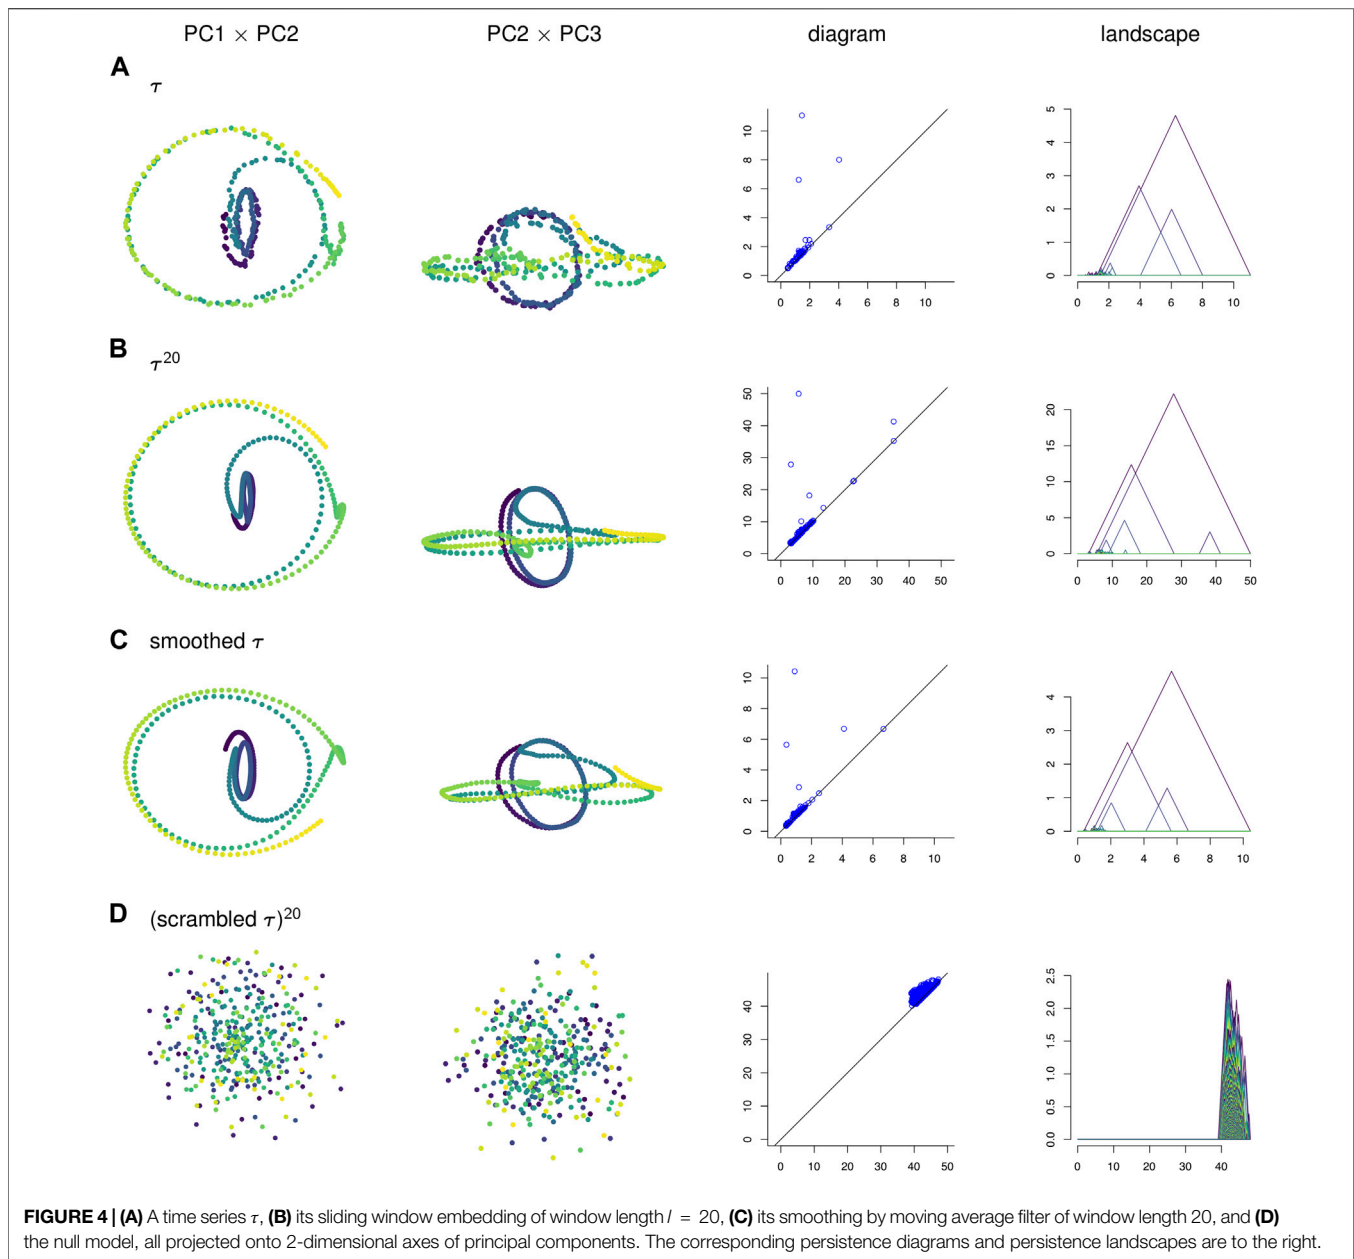 PC1 × PC2 PC2 × PC3 diagram landscape
A
τ
10
8
6
4
2
0
0 2 4 6 8 10
5
4
3
2
1
0
0 2 4 6 8 10
B
τ²⁰
50
40
30
20
10
0
0 10 20 30 40 50
20
15
10
5
0
0 10 20 30 40 50
C smoothed τ
10
8
6
4
2
0
0 2 4 6 8 10
4
3
2
1
0
0 2 4 6 8 10
D (scrambled τ)²⁰
40
30
20
10
0
0 10 20 30 40 50
2.5
2.0
1.5
1.0
0.5
0.0
0 10 20 40
FIGURE 4 | (A) A time series τ, (B) its sliding window embedding of window length l = 20, (C) its smoothing by moving average filter of window length 20, and (D)
the null model, all projected onto 2-dimensional axes of principal components. The corresponding persistence diagrams and persistence landscapes are to the right.